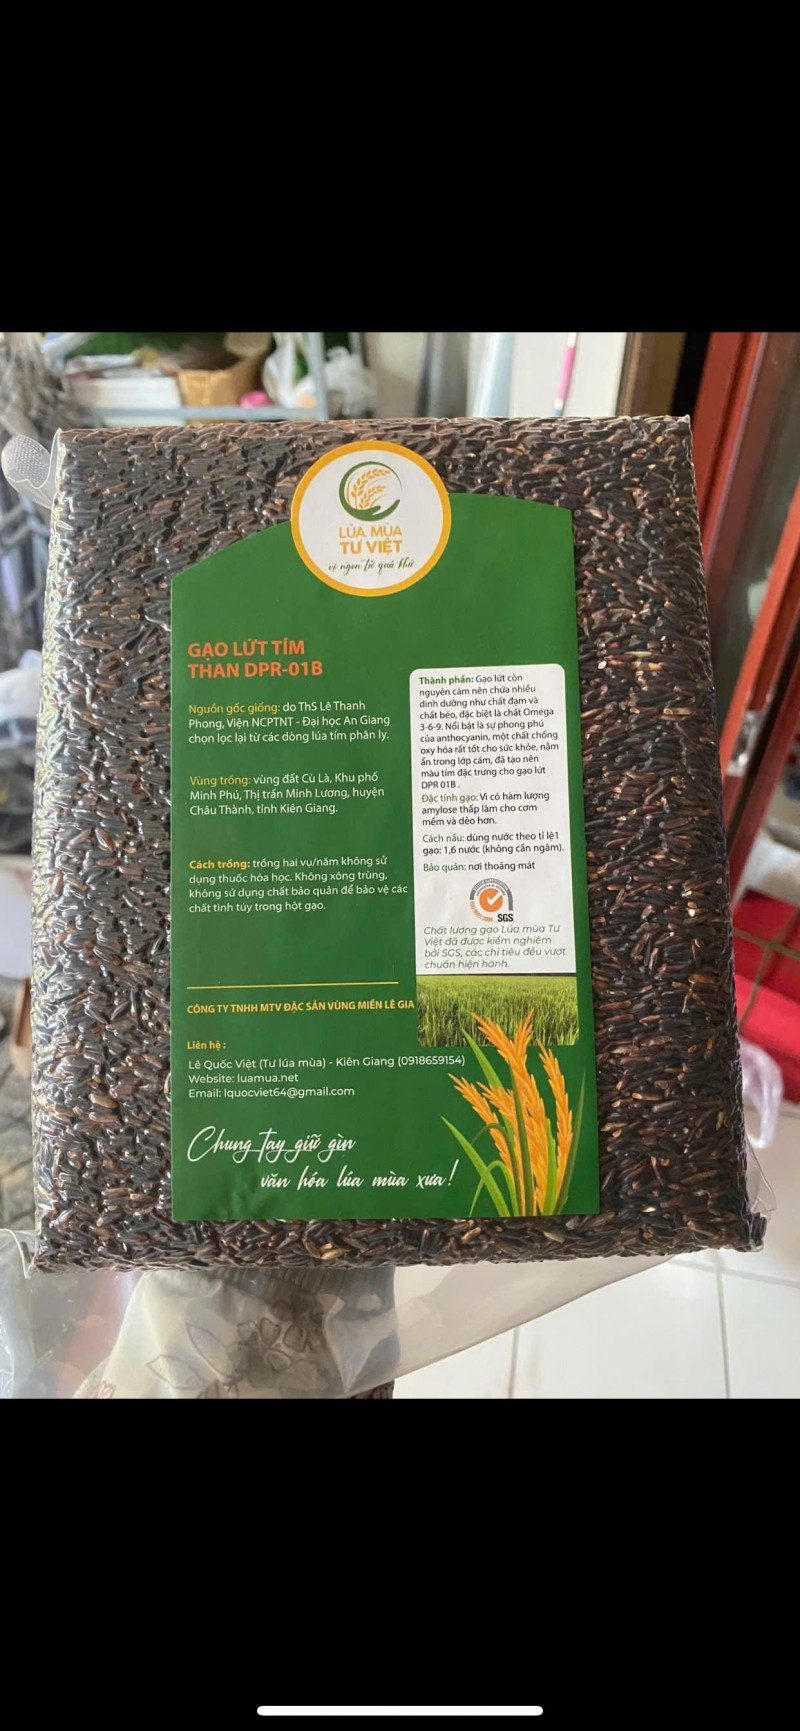 LÚA MÙA
TƯ VIỆT
vị ngon từ quá khứ
GẠO LỨT TÍM
THAN DPR-01B
Nguồn gốc giống: do ThS Lê Thanh
Phong, Viện NCPTNT - Đại học An Giang
chọn lọc lại từ các dòng lúa tím phân ly.
Vùng trồng: vùng đất Cù Là, Khu phố
Minh Phú, Thị trấn Minh Lương, huyện
Châu Thành, tỉnh Kiên Giang.
Cách trồng: trồng hai vụ/năm không sử
dụng thuốc hóa học. Không xông trùng,
không sử dụng chất bảo quản để bảo vệ các
chất tinh túy trong hột gạo.
Thành phần: Gạo lứt còn
nguyên cám nên chứa nhiều
dinh dưỡng như chất đạm và
chất béo, đặc biệt là chất Omega
3-6-9. Nổi bật là sự phong phú
của anthocyanin, một chất chống
oxy hóa rất tốt cho sức khỏe, nằm
ẩn trong lớp cám, đã tạo nên
màu tím đặc trưng cho gạo lứt
DPR 01B.
Đặc tính gạo: Vì có hàm lượng
amylose thấp làm cho cơm
mềm và dẻo hơn.
Cách nấu: dùng nước theo tỉ lệ1
gạo: 1,6 nước (không cần ngâm).
Bảo quản: nơi thoáng mát
SGS
Chất lượng gạo Lúa mùa Tư
Việt đã được kiểm nghiệm
bởi SGS, các chỉ tiêu đều vượt
chuẩn hiện hành.
CÔNG TY TNHH MTV ĐẶC SẢN VÙNG MIỀN LÊ GIA
Liên hệ :
Lê Quốc Việt (Tư lúa mùa) - Kiên Giang (0918659154)
Website: luamua.net
Email: lquocviet64@gmail.com
Chung tay giữ gìn
văn hóa lúa mùa xưa!